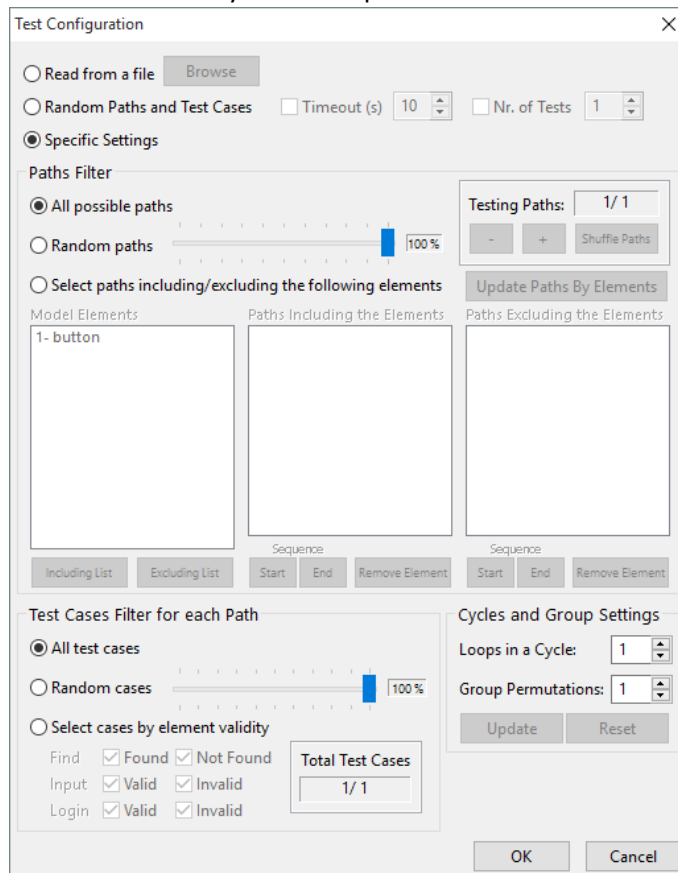 Test Configuration
Read from a file Browse
Random Paths and Test Cases Timeout (s) 10 Nr. of Tests 1
Specific Settings
Paths Filter
All possible paths
Testing Paths: 1/ 1
Random paths 100 % - + Shuffle Paths
Select paths including/excluding the following elements Update Paths By Elements
Model Elements Paths Including the Elements Paths Excluding the Elements
1- button
Sequence Sequence
Including List Excluding List Start End Remove Element Start End Remove Element
Test Cases Filter for each Path Cycles and Group Settings
All test cases Loops in a Cycle: 1
Random cases 100 % Group Permutations: 1
Select cases by element validity Update Reset
Find Found Not Found Total Test Cases
Input Valid Invalid 1/ 1
Login Valid Invalid
OK Cancel